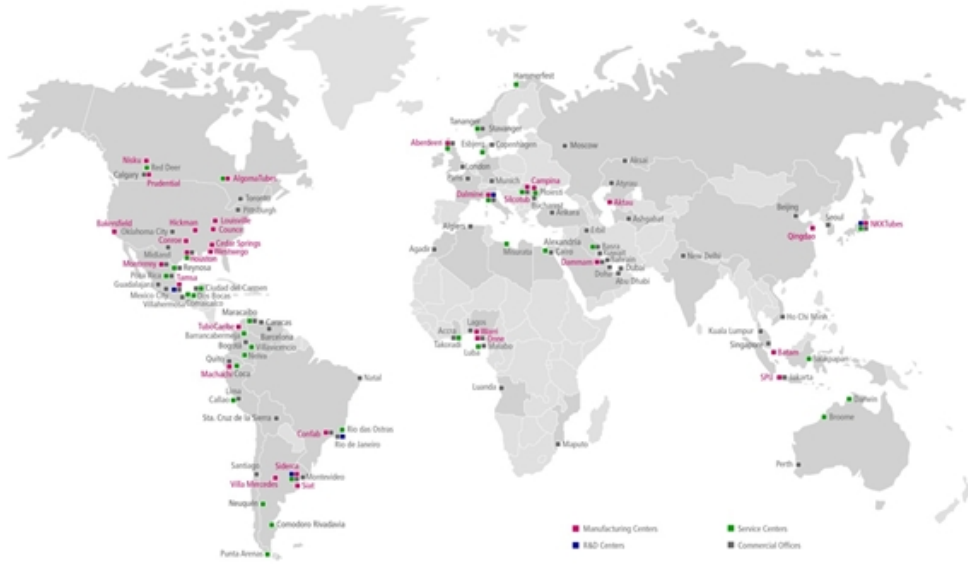 Hammerfest
Tananger
Stavanger
Aberdeen
Esbjerg
Copenhagen
Moscow
Nisku
Red Deer
Calgary
Prudential
AlgomaTubes
London
Paris
Munich
Campina
Aksai
Atyrau
Toronto
Pittsburgh
Dalmine
Silcotub
Bucharest
Aktau
Bakersfield
Hickman
Louisville
Oklahoma City
Counce
Ankara
Ashgabat
Beijing
Seoul
NKKTubes
Conroe
Cedar Springs
Algiers
Erbil
Qingdao
Midland
Westwego
Agadir
Alexandria
Basra
Houston
Misurata
Cairo
Kuwait
New Delhi
Monterrey
Reynosa
Dammam
Bahrain
Poza Rica
Tamsa
Doha
Dubai
Guadalajara
Ciudad del Carmen
Abu Dhabi
Mexico City
Dos Bocas
Villahermosa
Comalcalco
Ho Chi Minh
Maracaibo
Caracas
Lagos
TuboCaribe
Accra
Warri
Kuala Lumpur
Barrancabermeja
Barcelona
Onne
Bogotá
Villavicencio
Takoradi
Malabo
Singapore
Quito
Neiva
Luba
Batam
Balikpapan
Machachi
Coca
Natal
SPIJ
Jakarta
Lima
Luanda
Callao
Darwin
Sta. Cruz de la Sierra
Broome
Confab
Rio das Ostras
Rio de Janeiro
Maputo
Santiago
Siderca
Perth
Villa Mercedes
Montevideo
Siat
Neuquén
Comodoro Rivadavia
Manufacturing Centers
Service Centers
R&D Centers
Commercial Offices
Punta Arenas